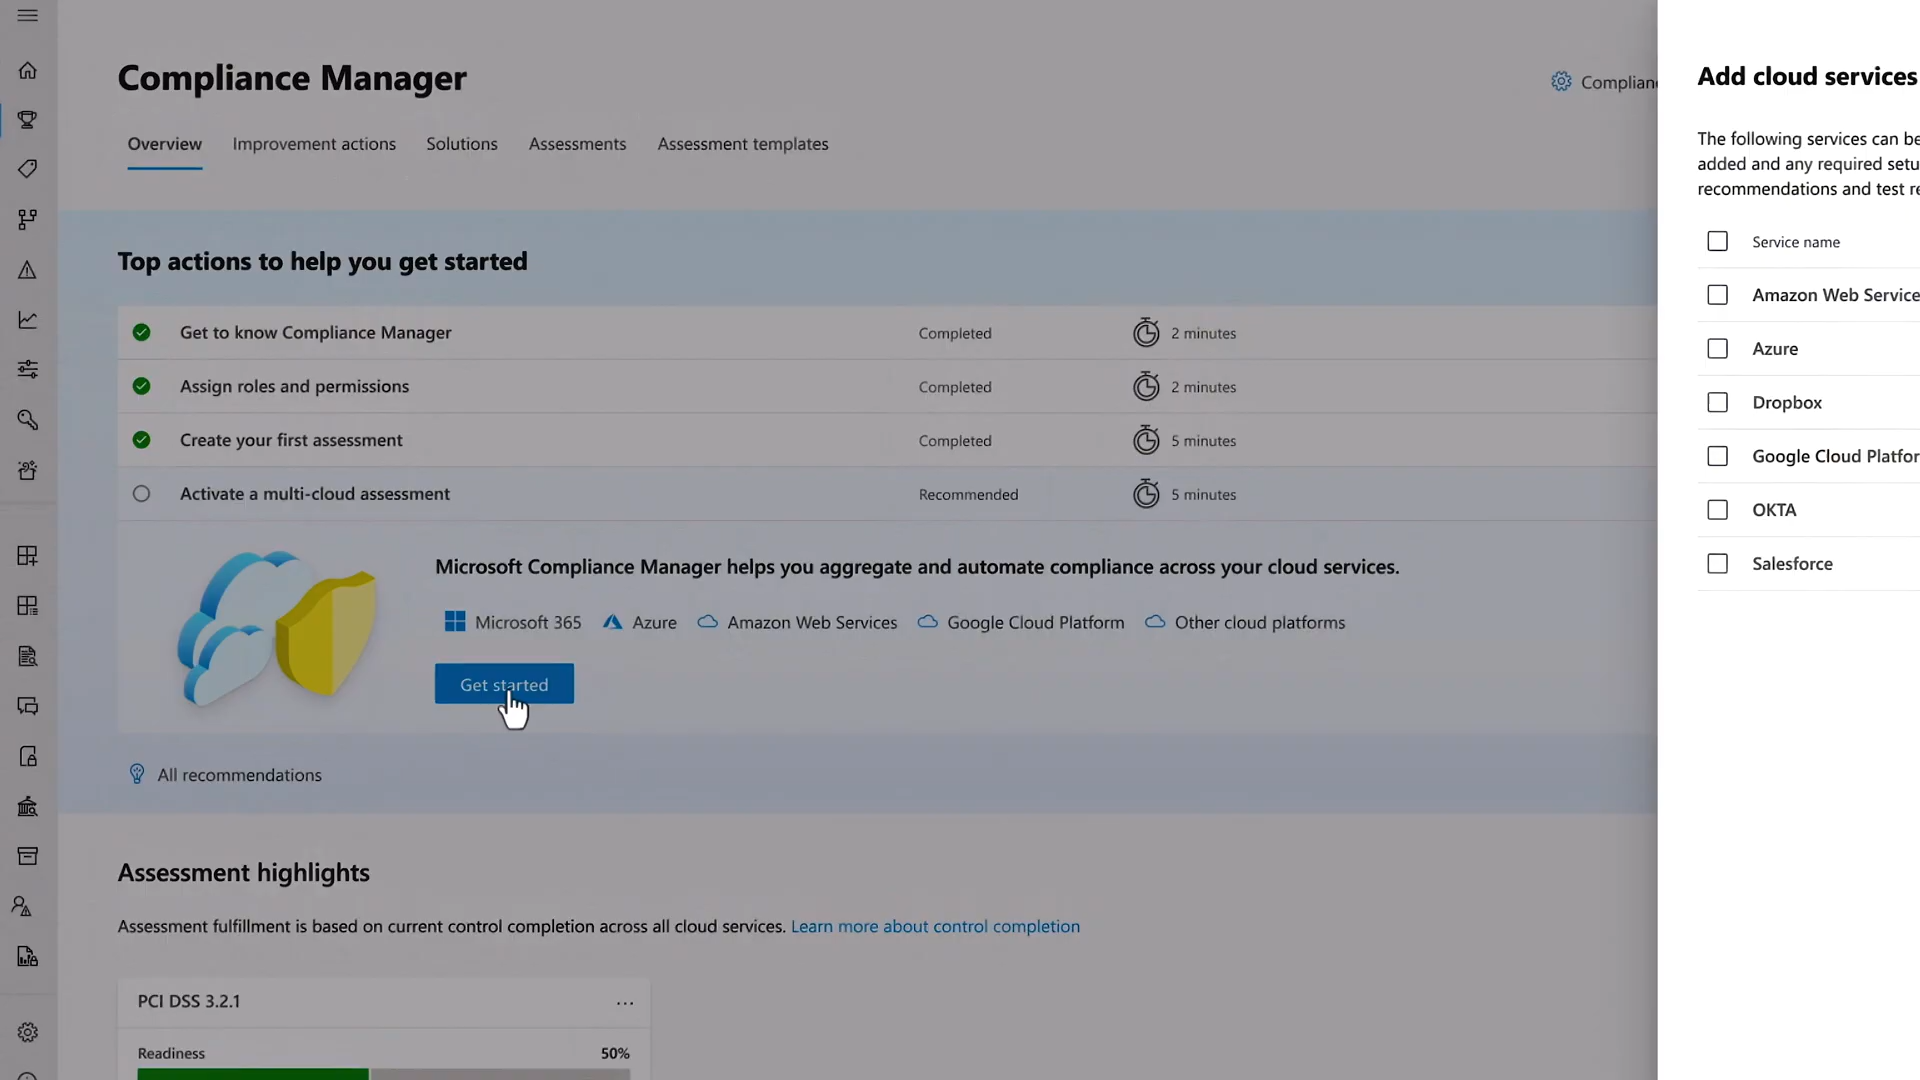 Compliance Manager
Overview
Improvement actions
Solutions
Assessments
Assessment templates
Top actions to help you get started
Get to know Compliance Manager Completed 2 minutes
Assign roles and permissions Completed 2 minutes
Create your first assessment Completed 5 minutes
Activate a multi-cloud assessment Recommended 5 minutes
Microsoft Compliance Manager helps you aggregate and automate compliance across your cloud services.
Microsoft 365 Azure Amazon Web Services Google Cloud Platform Other cloud platforms
Get started
All recommendations
Assessment highlights
Assessment fulfillment is based on current control completion across all cloud services. Learn more about control completion
PCI DSS 3.2.1 ...
Readiness 50%
Add cloud services
The following services can be
added and any required
recommendations and test
Service name
Amazon Web
Azure
Dropbox
Google Cloud
OKTA
Salesforce